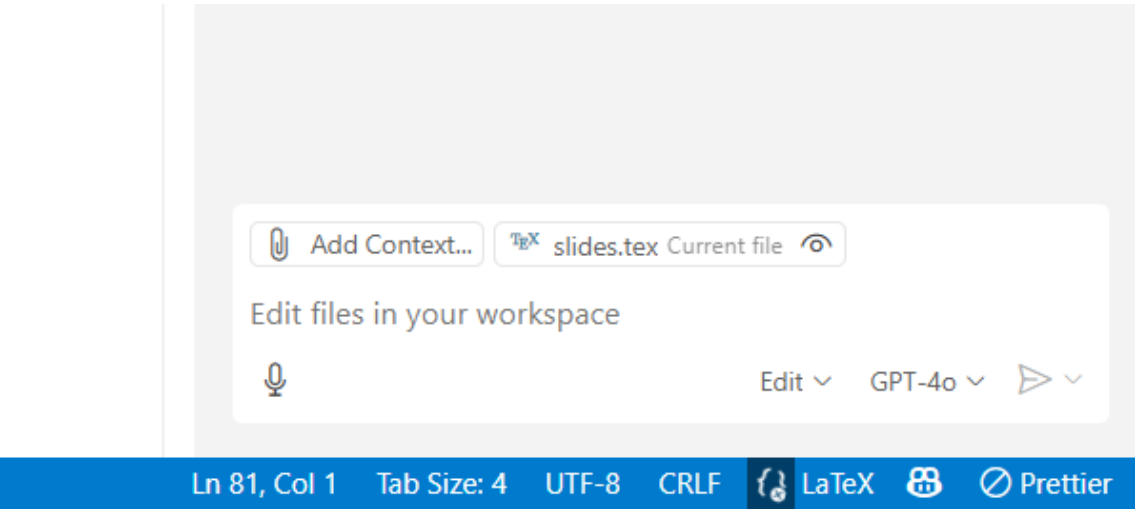 Add Context... TEX slides.tex Current file
Edit files in your workspace
Edit GPT-4o
Ln 81, Col 1 Tab Size: 4 UTF-8 CRLF LaTeX Prettier